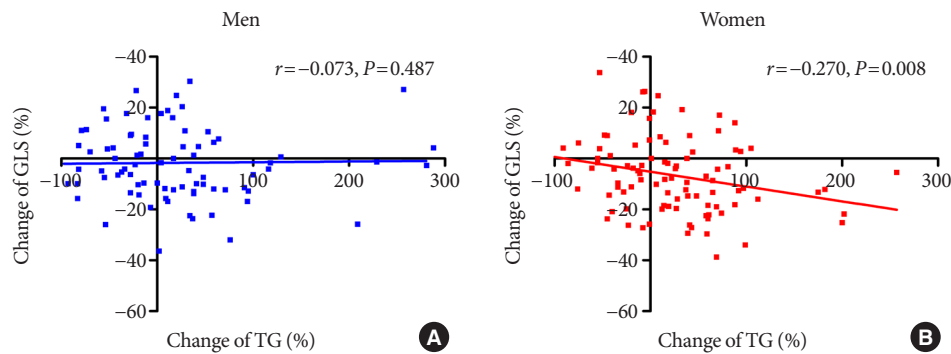 Men
Change of GLS (%)
−40
20
−20
−40
−60
−100
100
200
300
r=−0.073, P=0.487
Change of TG (%)
A
Women
Change of GLS (%)
−40
20
−20
−40
−60
−100
100
200
300
r=−0.270, P=0.008
Change of TG (%)
B